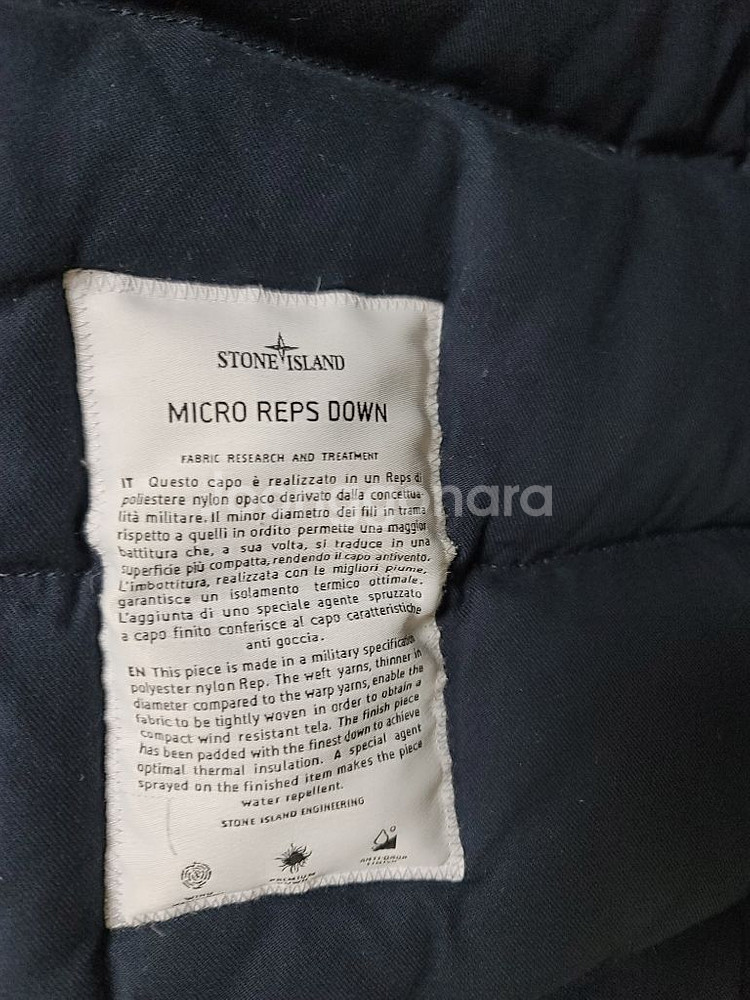 STONE ISLAND
MICRO REPS DOWN
FABRIC RESEARCH AND TREATMENT
IT Questo capo è realizzato in un Reps di
poliestere nylon opaco derivato dalla concettua-
lità militare. Il minor diametro dei fili in trama
rispetto a quelli in ordito permette una maggior
battitura che, a sua volta, si traduce in una
superficie più compatta, rendendo il capo antivento.
L'imbottitura, realizzata con le migliori piume,
garantisce un isolamento termico ottimale.
L'aggiunta di uno speciale agente spruzzato
a capo finito conferisce al capo caratteristiche
anti goccia.
EN This piece is made in a military specification
polyester nylon Rep. The weft yarns, thinner in
diameter compared to the warp yarns, enable the
fabric to be tightly woven in order to obtain a
compact wind resistant tela. The finish piece
has been padded with the finest down to achieve
optimal thermal insulation. A special agent
sprayed on the finished item makes the piece
water repellent.
STONE ISLAND ENGINEERING
WIND
PREMIUM
ANTI DROP